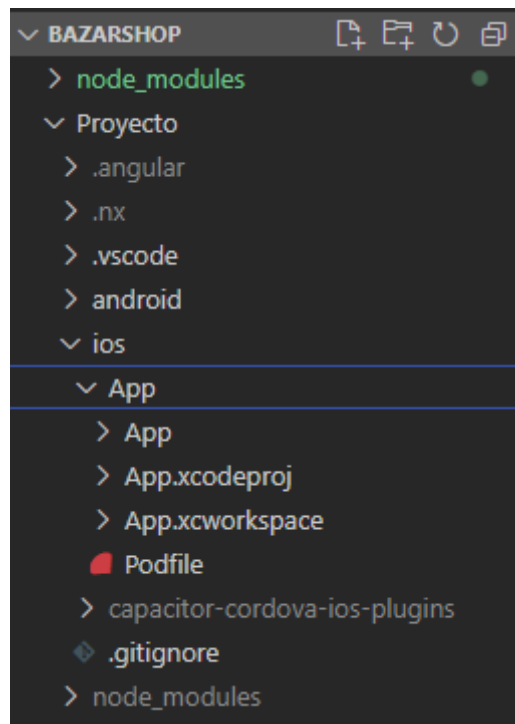 BAZARSHOP
node_modules
Proyecto
.angular
.nx
.vscode
android
ios
App
App
App.xcodeproj
App.xcworkspace
Podfile
capacitor-cordova-ios-plugins
.gitignore
node_modules